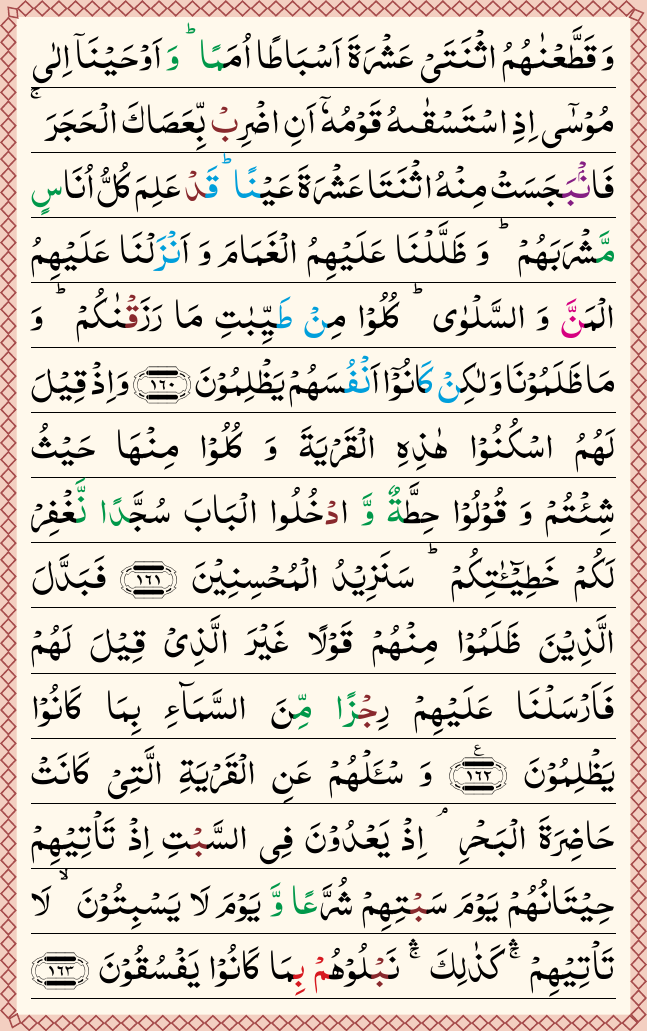 وَ قَطَّعْنٰهُمُ اثْنَتَیْ عَشْرَةَ اَسْبَاطًا اُمَمًا ؕ وَ اَوْحَیْنَاۤ اِلٰی
مُوْسٰۤی اِذِ اسْتَسْقٰىهُ قَوْمُهٗۤ اَنِ اضْرِبْ بِّعَصَاكَ الْحَجَرَ ۚ
فَانْۢبَجَسَتْ مِنْهُ اثْنَتَا عَشْرَةَ عَیْنًا ؕ قَدْ عَلِمَ كُلُّ اُنَاسٍ
مَّشْرَبَهُمْ ؕ وَ ظَلَّلْنَا عَلَیْهِمُ الْغَمَامَ وَ اَنْزَلْنَا عَلَیْهِمُ
الْمَنَّ وَ السَّلْوٰی ؕ كُلُوْا مِنْ طَیِّبٰتِ مَا رَزَقْنٰكُمْ ؕ وَ
مَا ظَلَمُوْنَا وَ لٰكِنْ كَانُوْۤا اَنْفُسَهُمْ یَظْلِمُوْنَ ﴿۱۶۰﴾ وَ اِذْ قِیْلَ
لَهُمُ اسْكُنُوْا هٰذِهِ الْقَرْیَةَ وَ كُلُوْا مِنْهَا حَیْثُ
شِئْتُمْ وَ قُوْلُوْا حِطَّةٌ وَّ ادْخُلُوا الْبَابَ سُجَّدًا نَّغْفِرْ
لَكُمْ خَطِیْٓـٰٔتِكُمْ ؕ سَنَزِیْدُ الْمُحْسِنِیْنَ ﴿۱۶۱﴾ فَبَدَّلَ
الَّذِیْنَ ظَلَمُوْا مِنْهُمْ قَوْلًا غَیْرَ الَّذِیْ قِیْلَ لَهُمْ
فَاَرْسَلْنَا عَلَیْهِمْ رِجْزًا مِّنَ السَّمَآءِ بِمَا كَانُوْا
یَظْلِمُوْنَ ﴿۱۶۲﴾ ع وَ سْـَٔلْهُمْ عَنِ الْقَرْیَةِ الَّتِیْ كَانَتْ
حَاضِرَةَ الْبَحْرِ ۘ اِذْ یَعْدُوْنَ فِی السَّبْتِ اِذْ تَاْتِیْهِمْ
حِیْتَانُهُمْ یَوْمَ سَبْتِهِمْ شُرَّعًا وَّ یَوْمَ لَا یَسْبِتُوْنَ ۙ لَا
تَاْتِیْهِمْ ۛۚ كَذٰلِكَ ۛۚ نَبْلُوْهُمْ بِمَا كَانُوْا یَفْسُقُوْنَ ﴿۱۶۳﴾